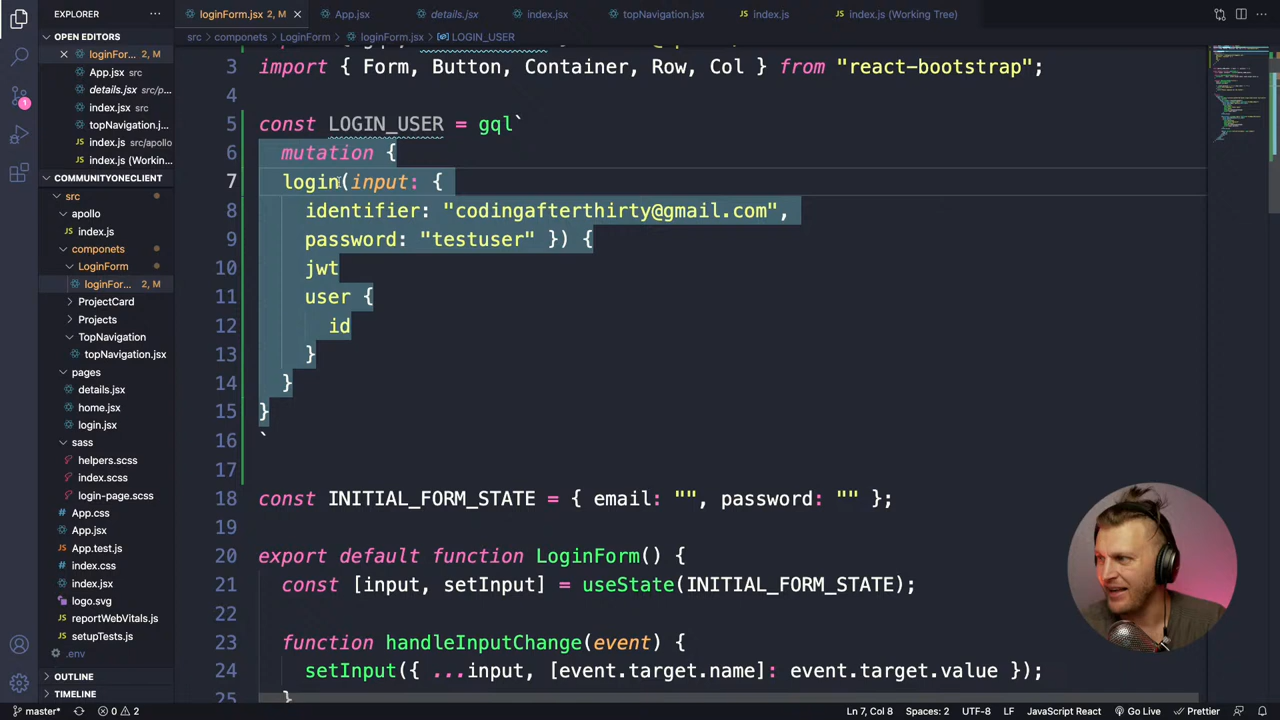 EXPLORER
loginForm.jsx 2, M
App.jsx
details.jsx
index.jsx
topNavigation.jsx
index.js
index.js (Working Tree)
OPEN EDITORS
loginFor... 2, M
App.jsx src
details.jsx src/p...
index.jsx
topNavigation.j...
index.js src/apollo
index.js (Workin...
COMMUNITYONECLIENT
src
apollo
index.js
componets
LoginForm
loginFor... 2, M
ProjectCard
Projects
TopNavigation
topNavigation.jsx
pages
details.jsx
home.jsx
login.jsx
sass
helpers.scss
index.scss
login-page.scss
App.css
App.jsx
App.test.js
index.css
index.jsx
logo.svg
reportWebVitals.js
setupTests.js
.env
OUTLINE
TIMELINE
src > componets > LoginForm > loginForm.jsx > LOGIN_USER
3 import { Form, Button, Container, Row, Col } from "react-bootstrap";
4
5 const LOGIN_USER = gql`
6 mutation {
7 login(input: {
8 identifier: "codingafterthirty@gmail.com",
9 password: "testuser" }) {
10 jwt
11 user {
12 id
13 }
14 }
15 }
16 `
17
18 const INITIAL_FORM_STATE = { email: "", password: "" };
19
20 export default function LoginForm() {
21 const [input, setInput] = useState(INITIAL_FORM_STATE);
22
23 function handleInputChange(event) {
24 setInput({ ...input, [event.target.name]: event.target.value });
25 }
master* 0 2 Ln 7, Col 8 Spaces: 2 UTF-8 LF JavaScript React Go Live Prettier